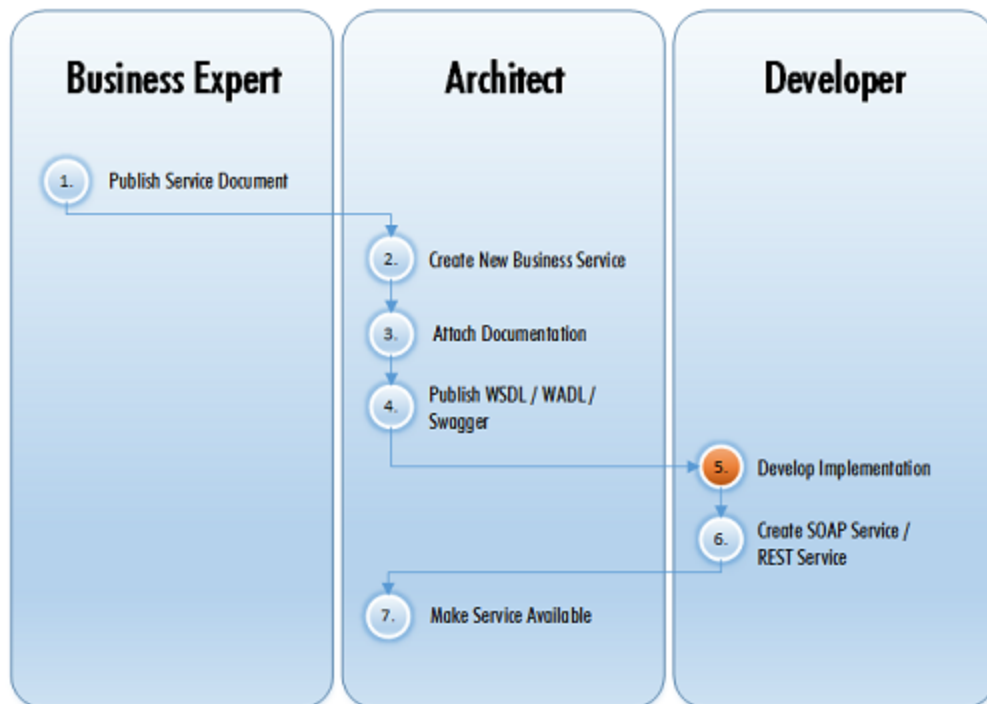 Business Expert
Architect
Developer
1. Publish Service Document
2. Create New Business Service
3. Attach Documentation
4. Publish WSDL / WADL /
Swagger
5. Develop Implementation
6. Create SOAP Service /
REST Service
7. Make Service Available